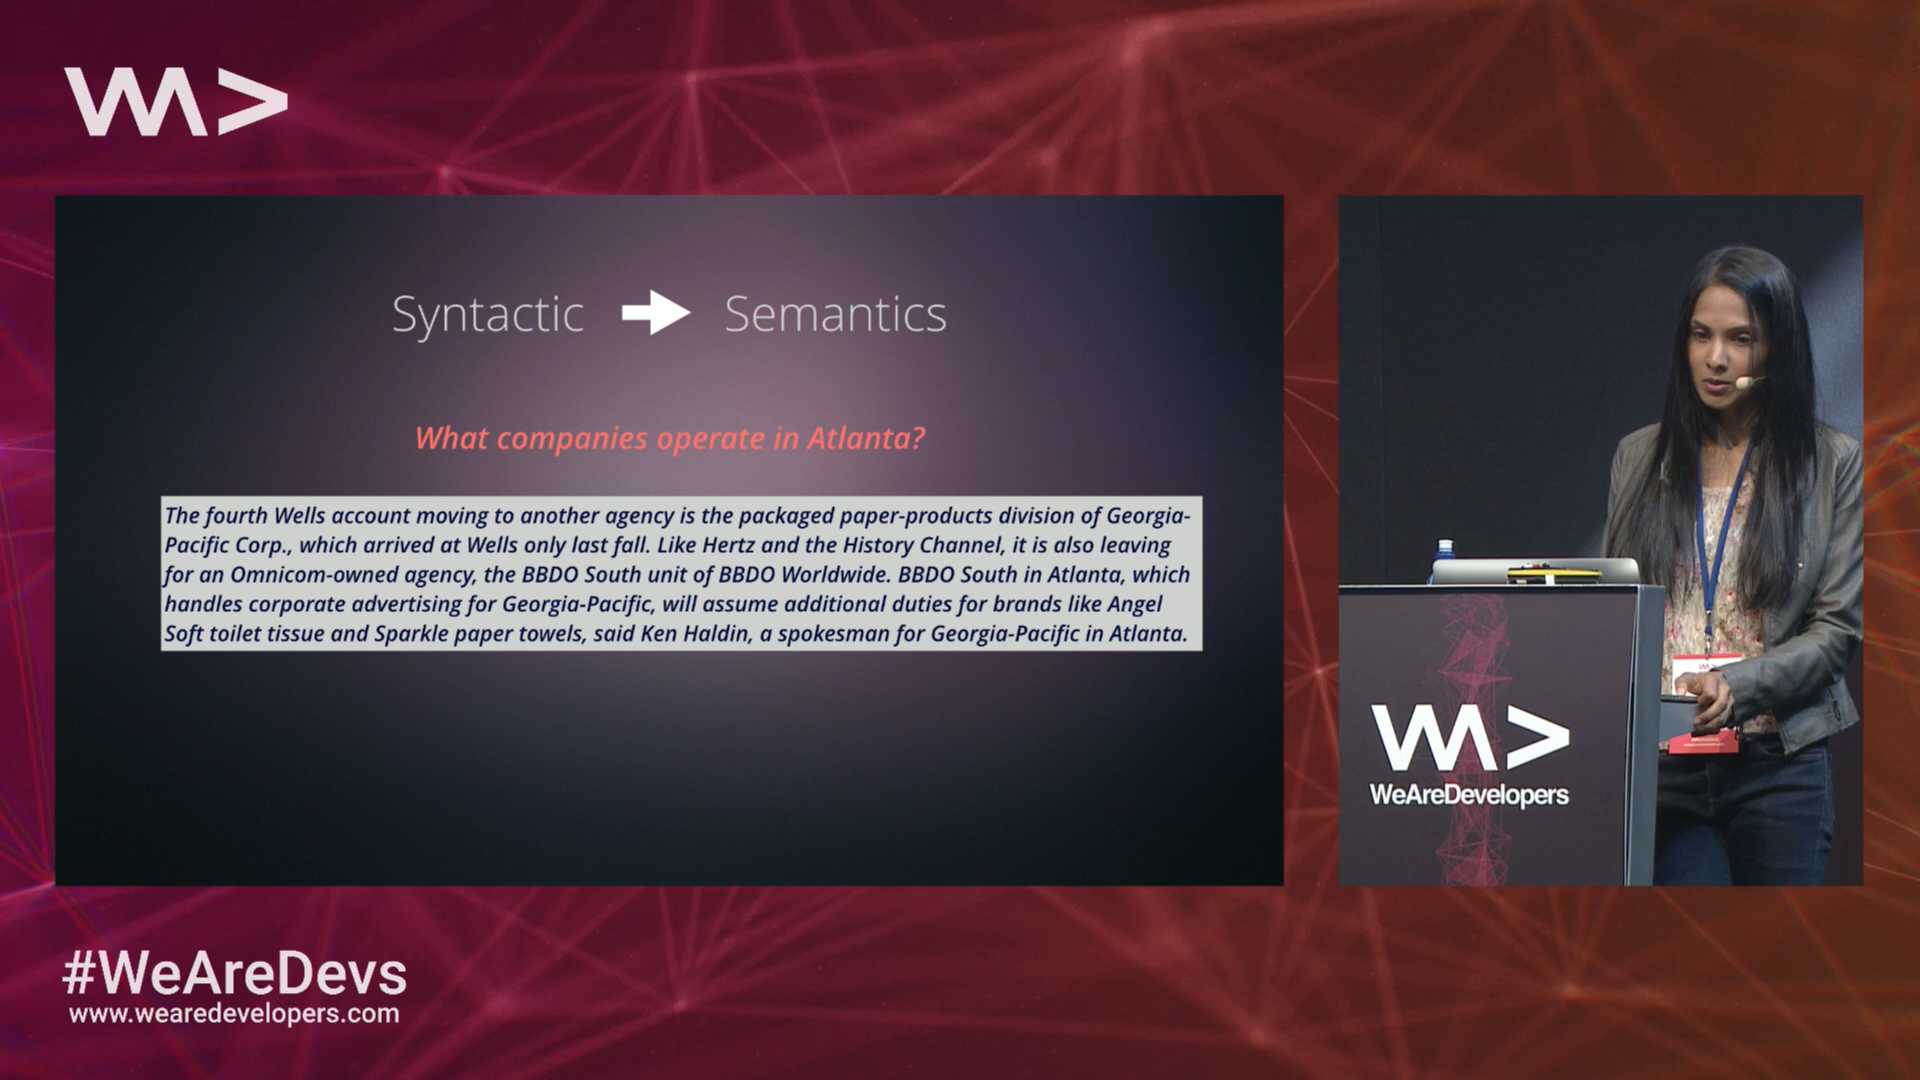 WA>
Syntactic Semantics
What companies operate in Atlanta?
The fourth Wells account moving to another agency is the packaged paper-products division of Georgia-
Pacific Corp., which arrived at Wells only last fall. Like Hertz and the History Channel, it is also leaving
for an Omnicom-owned agency, the BBDO South unit of BBDO Worldwide. BBDO South in Atlanta, which
handles corporate advertising for Georgia-Pacific, will assume additional duties for brands like Angel
Soft toilet tissue and Sparkle paper towels, said Ken Haldin, a spokesman for Georgia-Pacific in Atlanta.
WA>
WeAreDevelopers
#WeAreDevs
www.wearedevelopers.com